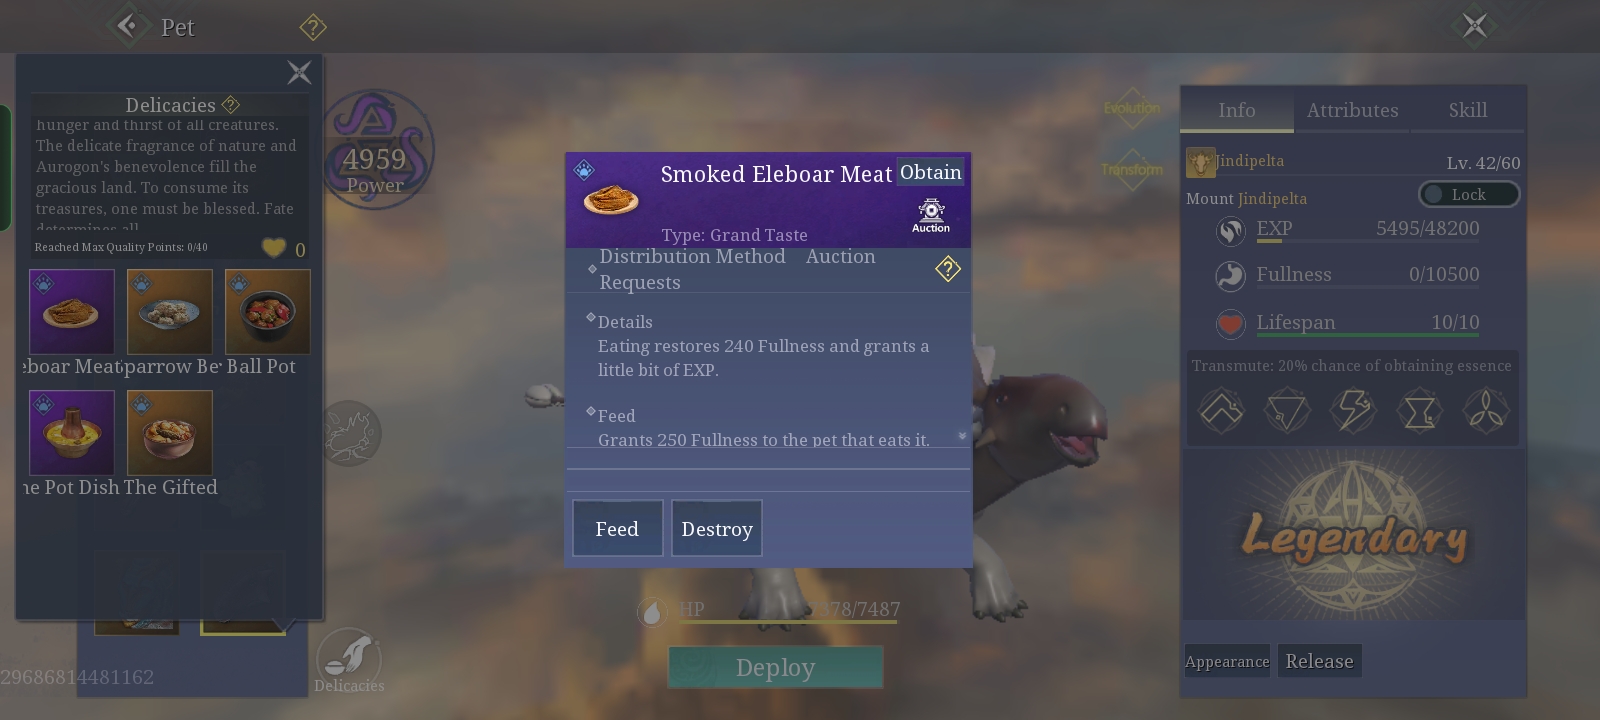 Pet
Delicacies
hunger and thirst of all creatures.
The delicate fragrance of nature and
Aurogon's benevolence fill the
gracious land. To consume its
treasures, one must be blessed. Fate
determines all
Reached Max Quality Points: 0/40
0
eboar Meat
parrow Be
Ball Pot
ne Pot Dish
The Gifted
4959
Power
29686814481162
Delicacies
Smoked Eleboar Meat
Obtain
Auction
Type: Grand Taste
Distribution Method Auction
Requests
Details
Eating restores 240 Fullness and grants a
little bit of EXP.
Feed
Grants 250 Fullness to the pet that eats it.
Feed
Destroy
HP
7378/7487
Deploy
Evolution
Transform
Info
Attributes
Skill
Jindipelta
Lv. 42/60
Mount Jindipelta
Lock
EXP
5495/48200
Fullness
0/10500
Lifespan
10/10
Transmute: 20% chance of obtaining essence
Legendary
Appearance
Release